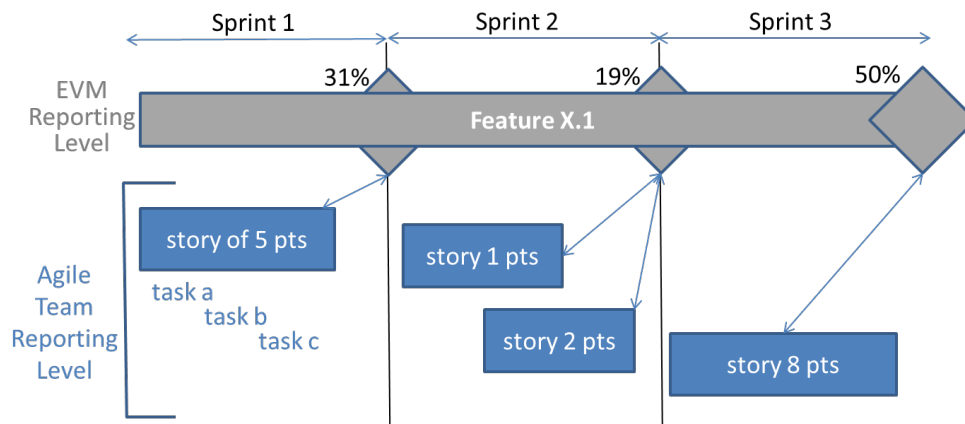 Sprint 1
Sprint 2
Sprint 3
31%
19%
50%
EVM
Reporting
Level
Feature X.1
story of 5 pts
story 1 pts
task a
task b
task c
story 2 pts
story 8 pts
Agile
Team
Reporting
Level